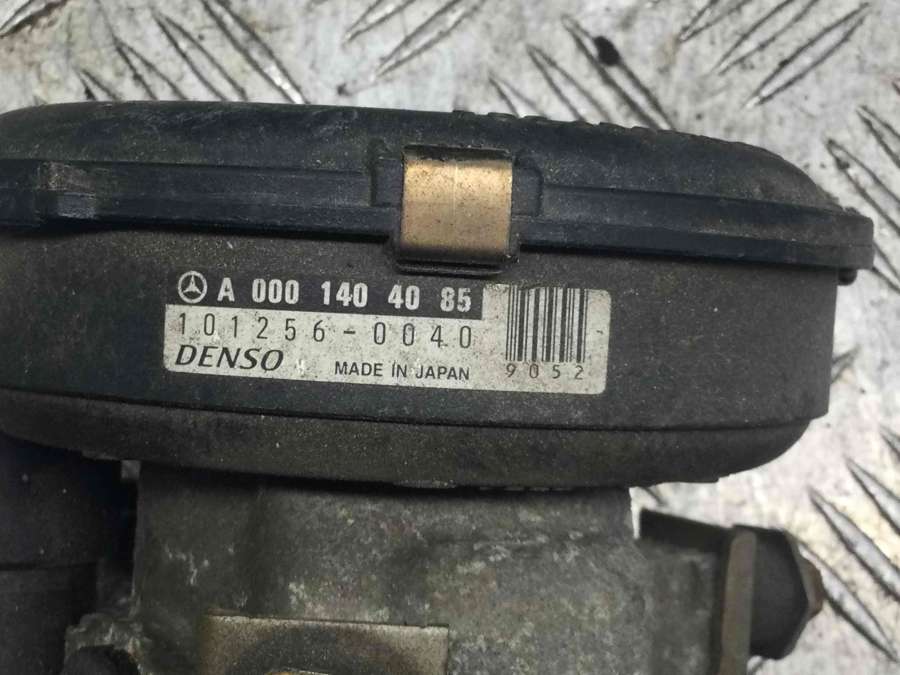 A 000 140 40 85
101256-0040
DENSO MADE IN JAPAN
9052